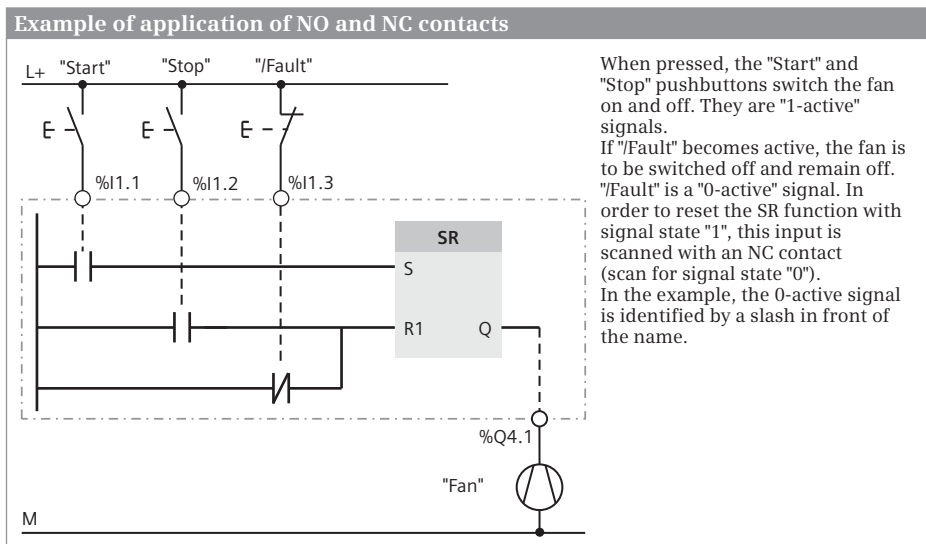 Example of application of NO and NC contacts
L+ "Start" "Stop" "/Fault"
%I1.1 %I1.2 %I1.3
SR
S
R1 Q
%Q4.1
"Fan"
M
When pressed, the "Start" and
"Stop" pushbuttons switch the fan
on and off. They are "1-active"
signals.
If "/Fault" becomes active, the fan is
to be switched off and remain off.
"/Fault" is a "0-active" signal. In
order to reset the SR function with
signal state "1", this input is
scanned with an NC contact
(scan for signal state "0").
In the example, the 0-active signal
is identified by a slash in front of
the name.